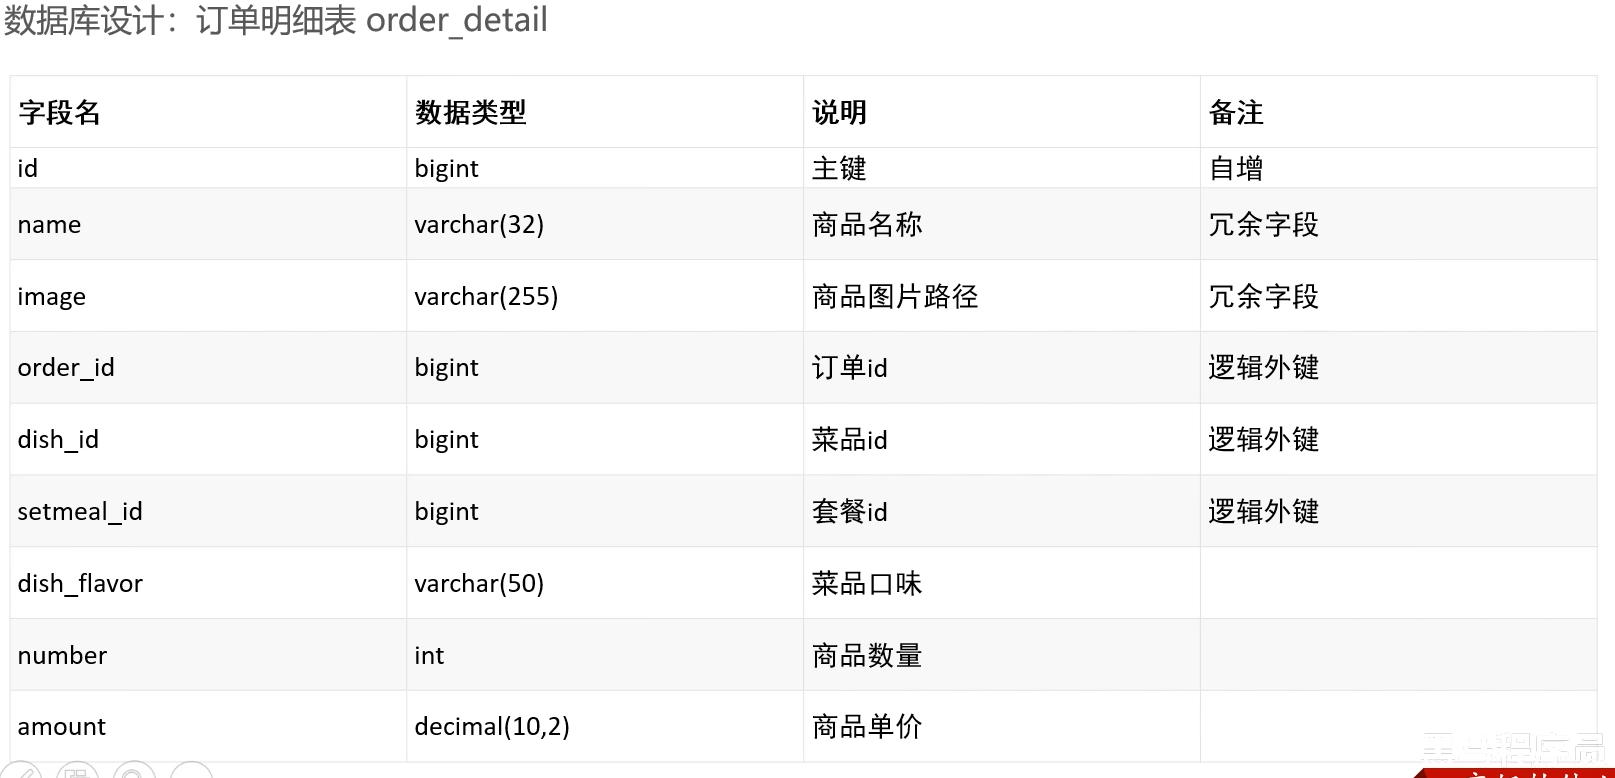 数据库设计：订单明细表 order_detail
字段名 数据类型 说明 备注
id bigint 主键 自增
name varchar(32) 商品名称 冗余字段
image varchar(255) 商品图片路径 冗余字段
order_id bigint 订单id 逻辑外键
dish_id bigint 菜品id 逻辑外键
setmeal_id bigint 套餐id 逻辑外键
dish_flavor varchar(50) 菜品口味
number int 商品数量
amount decimal(10,2) 商品单价
黑马程序员